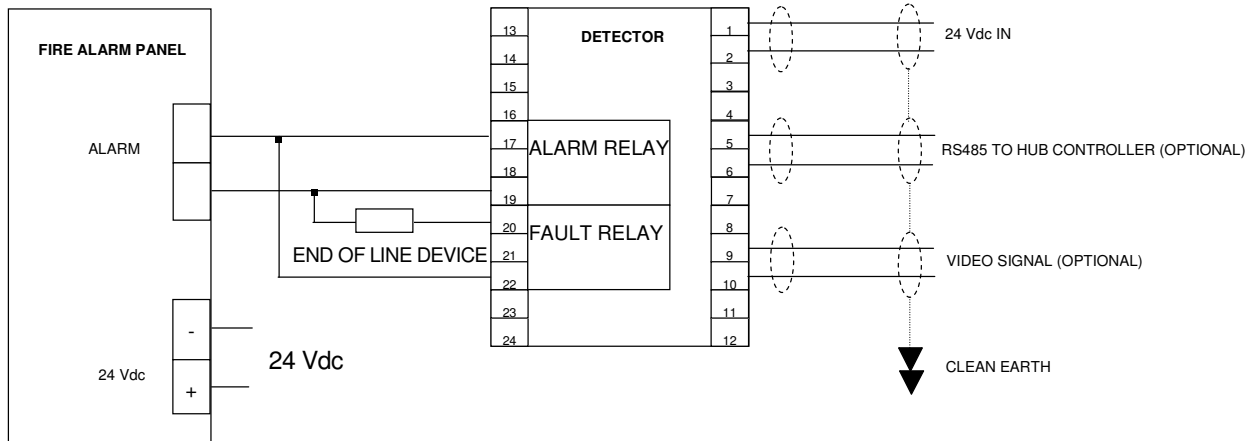 FIRE ALARM PANEL
ALARM
-
+
24 Vdc
24 Vdc
END OF LINE DEVICE
DETECTOR
13
14
15
16
17
18
19
20
21
22
23
24
ALARM RELAY
FAULT RELAY
1
2
3
4
5
6
7
8
9
10
11
12
24 Vdc IN
RS485 TO HUB CONTROLLER (OPTIONAL)
VIDEO SIGNAL (OPTIONAL)
CLEAN EARTH